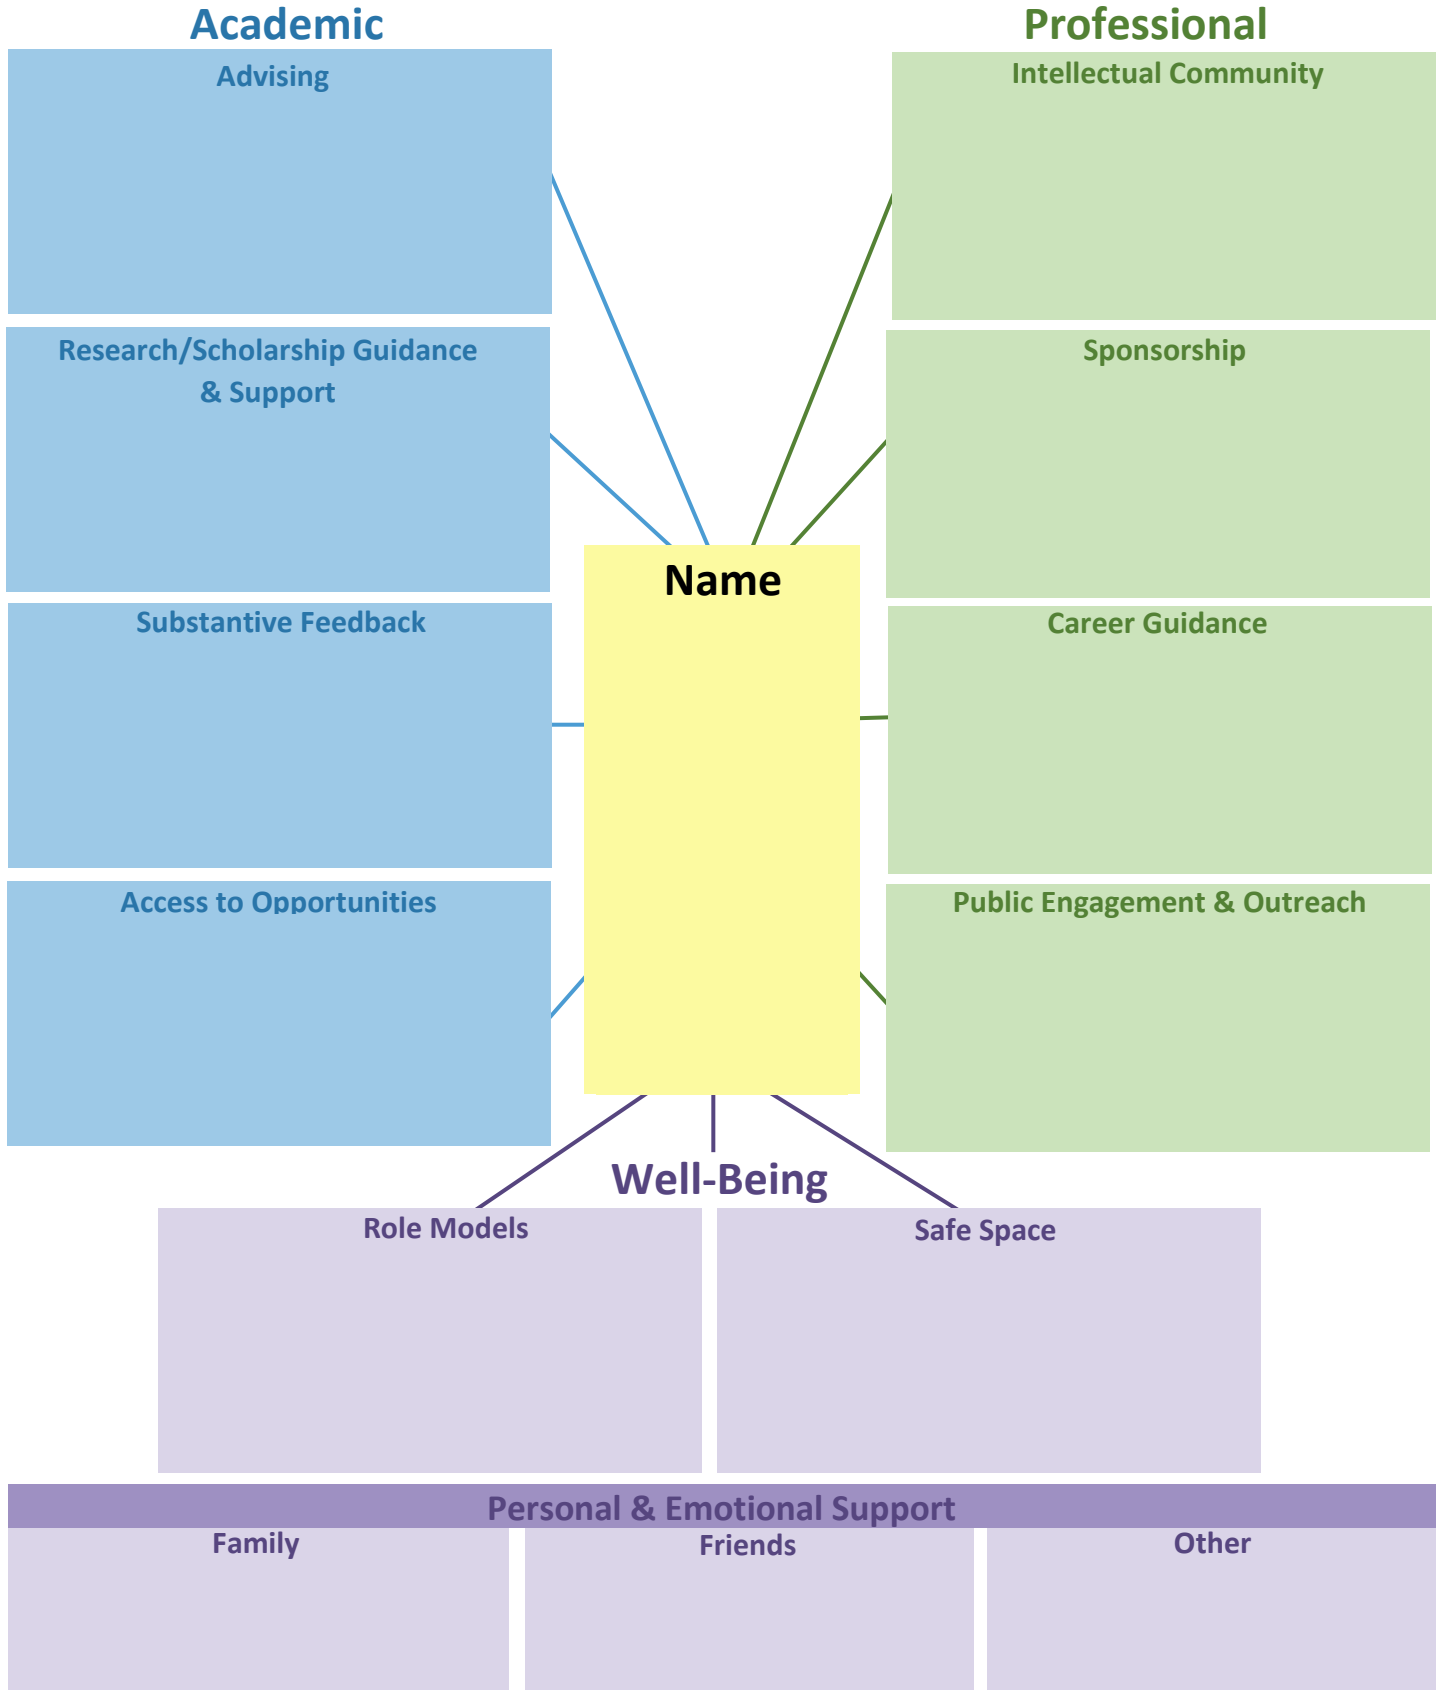 Academic
Advising
Research/Scholarship Guidance
& Support
Substantive Feedback
Access to Opportunities
Professional
Intellectual Community
Sponsorship
Career Guidance
Public Engagement & Outreach
Name
Well-Being
Role Models
Safe Space
Personal & Emotional Support
Family
Friends
Other